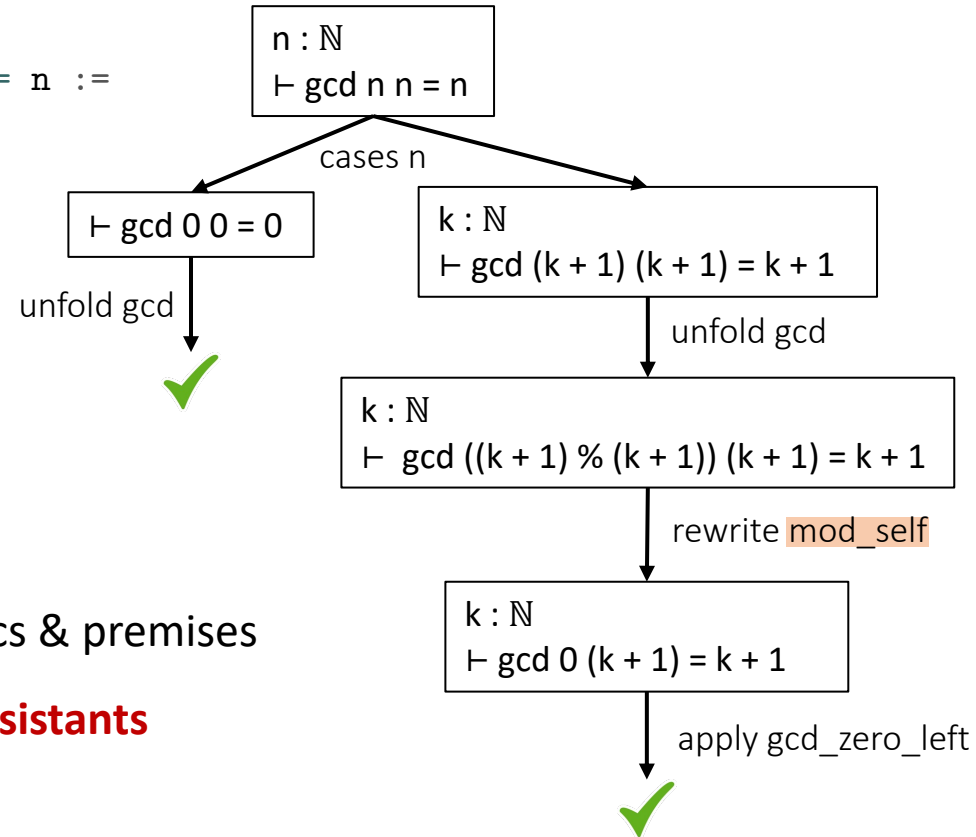 = n :=
n : ℕ
⊢ gcd n n = n
cases n
⊢ gcd 0 0 = 0
k : ℕ
⊢ gcd (k + 1) (k + 1) = k + 1
unfold gcd
unfold gcd
k : ℕ
⊢ gcd ((k + 1) % (k + 1)) (k + 1) = k + 1
rewrite mod_self
k : ℕ
⊢ gcd 0 (k + 1) = k + 1
apply gcd_zero_left
cs & premises
sistants